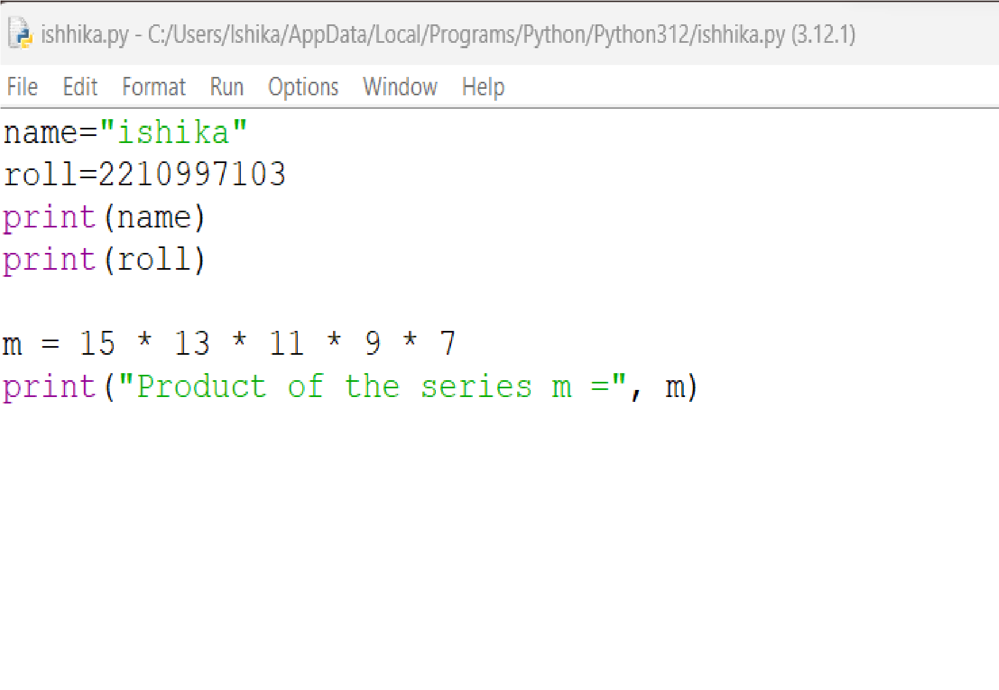 ishhika.py - C:/Users/Ishika/AppData/Local/Programs/Python/Python312/ishhika.py (3.12.1)
File Edit Format Run Options Window Help
name="ishika"
roll=2210997103
print(name)
print(roll)
m = 15 * 13 * 11 * 9 * 7
print("Product of the series m =", m)